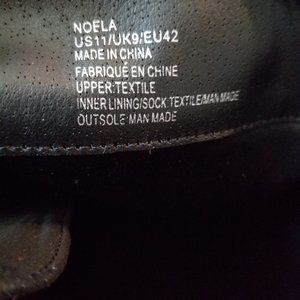 NOELA
US11/UK9/EU42
MADE IN CHINA
FABRIQUÉ EN CHINE
UPPER:TEXTILE
INNER LINING/SOCK:TEXTILE/MAN MADE
OUTSOLE:MAN MADE